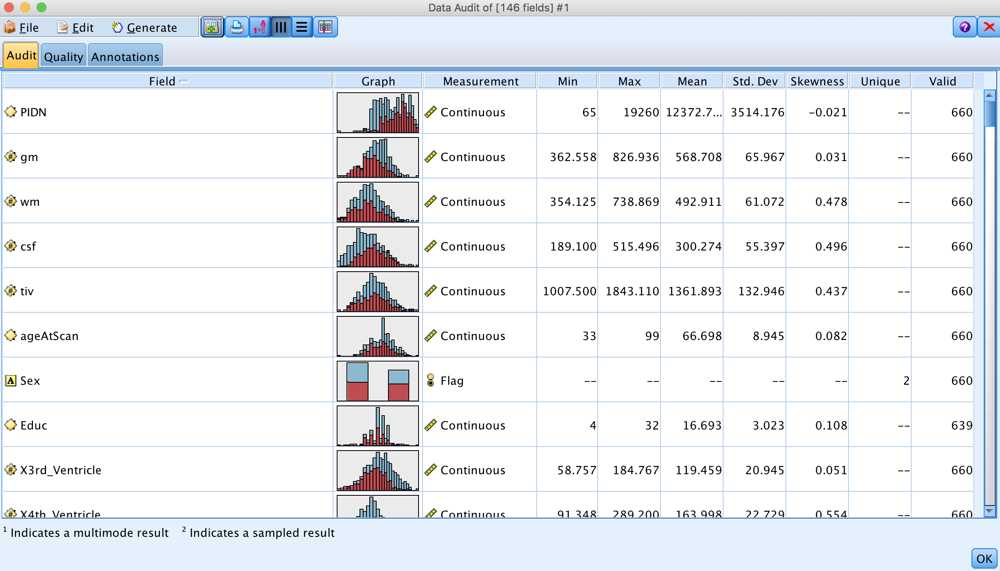 Data Audit of [146 fields] #1
File Edit Generate
Audit Quality Annotations
Field Graph Measurement Min Max Mean Std. Dev Skewness Unique Valid
PIDN Continuous 65 19260 12372.7... 3514.176 -0.021 -- 660
gm Continuous 362.558 826.936 568.708 65.967 0.031 -- 660
wm Continuous 354.125 738.869 492.911 61.072 0.478 -- 660
csf Continuous 189.100 515.496 300.274 55.397 0.496 -- 660
tiv Continuous 1007.500 1843.110 1361.893 132.946 0.437 -- 660
ageAtScan Continuous 33 99 66.698 8.945 0.082 -- 660
A Sex Flag -- -- -- -- -- 2 660
Educ Continuous 4 32 16.693 3.023 0.108 -- 639
X3rd_Ventricle Continuous 58.757 184.767 119.459 20.945 0.051 -- 660
X4th_Ventricle Continuous 91.348 289.200 163.998 22.729 0.554 -- 660
1 Indicates a multimode result 2 Indicates a sampled result
OK